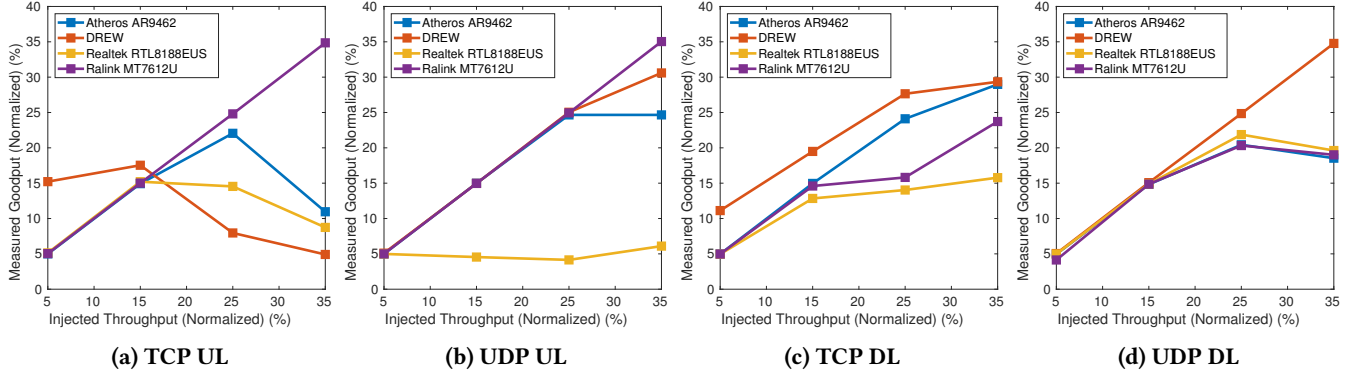 Measured Goodput (Normalized) (%)
40
35
30
25
20
15
10
5
0
Atheros AR9462
DREW
Realtek RTL8188EUS
Ralink MT7612U
5 10 15 20 25 30 35
Injected Throughput (Normalized) (%)
(a) TCP UL
Measured Goodput (Normalized) (%)
40
35
30
25
20
15
10
5
0
Atheros AR9462
DREW
Realtek RTL8188EUS
Ralink MT7612U
5 10 15 20 25 30 35
Injected Throughput (Normalized) (%)
(b) UDP UL
Measured Goodput (Normalized) (%)
40
35
30
25
20
15
10
5
0
Atheros AR9462
DREW
Realtek RTL8188EUS
Ralink MT7612U
5 10 15 20 25 30 35
Injected Throughput (Normalized) (%)
(c) TCP DL
Measured Goodput (Normalized) (%)
40
35
30
25
20
15
10
5
0
Atheros AR9462
DREW
Realtek RTL8188EUS
Ralink MT7612U
5 10 15 20 25 30 35
Injected Throughput (Normalized) (%)
(d) UDP DL